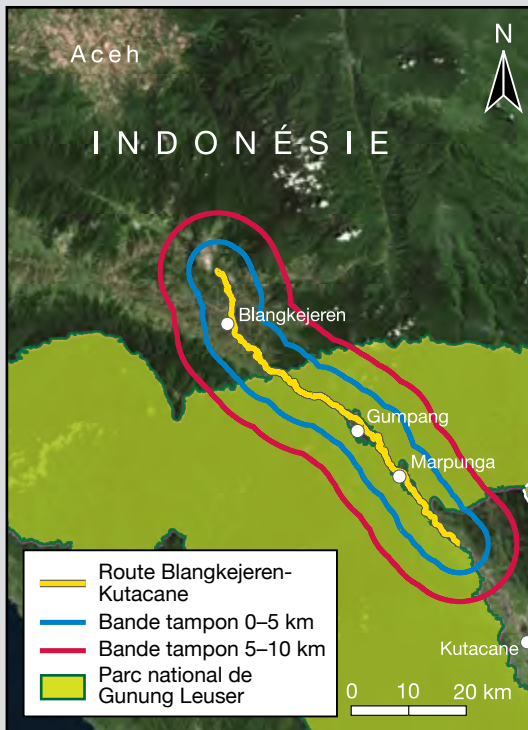 Aceh
N
INDONÉSIE
Blangkejeren
Gumpang
Marpunga
Kutacane
Route Blangkejeren-
Kutacane
Bande tampon 0–5 km
Bande tampon 5–10 km
Parc national de
Gunung Leuser
0 10 20 km